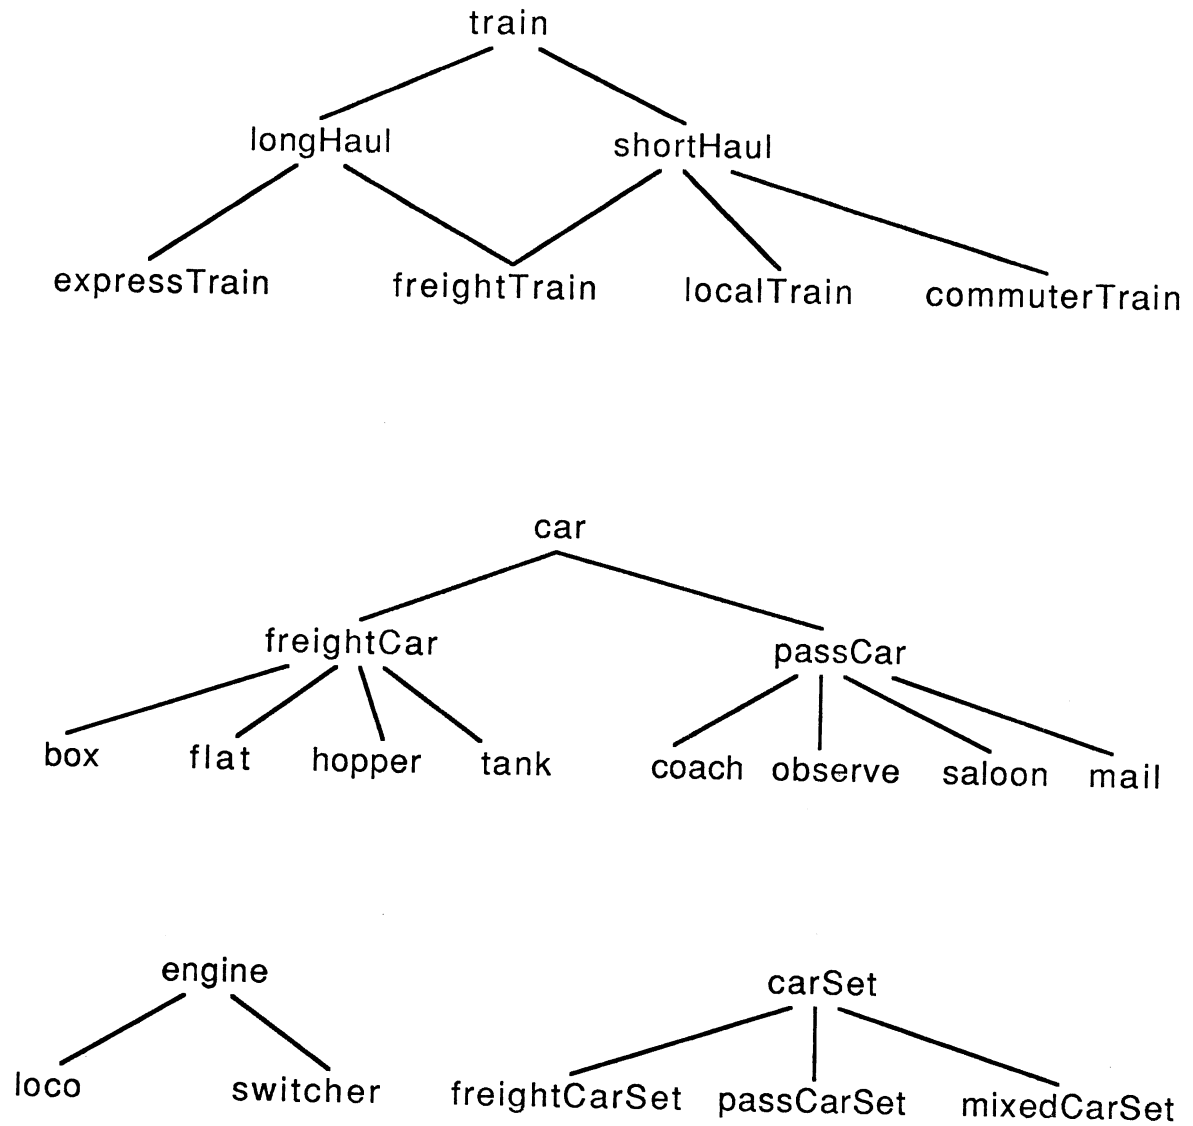 train
longHaul shortHaul
expressTrain freightTrain localTrain commuterTrain
car
freightCar passCar
box flat hopper tank coach observe saloon mail
engine carSet
loco switcher freightCarSet passCarSet mixedCarSet